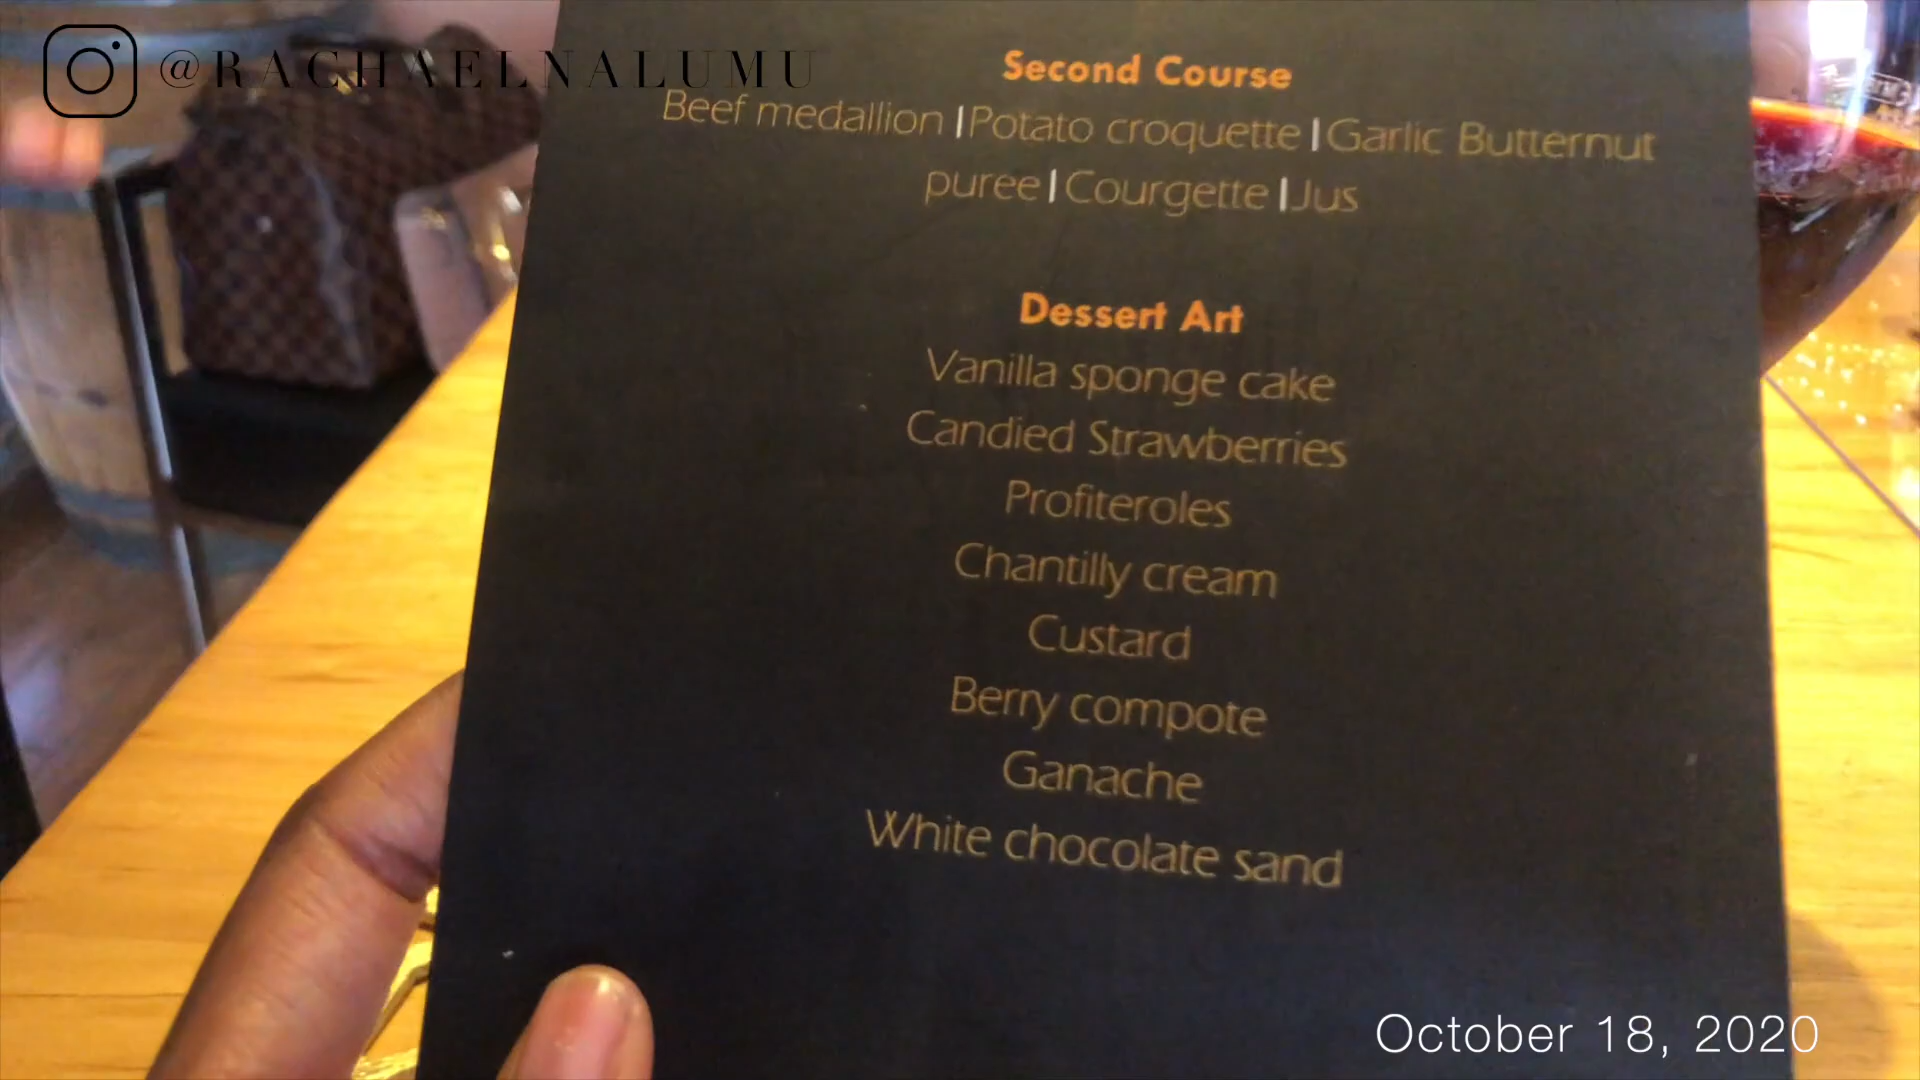 @RACHAELNALUMU
Second Course
Beef medallion | Potato croquette | Garlic Butternut
puree | Courgette | Jus
Dessert Art
Vanilla sponge cake
Candied Strawberries
Profiteroles
Chantilly cream
Custard
Berry compote
Ganache
White chocolate sand
October 18, 2020